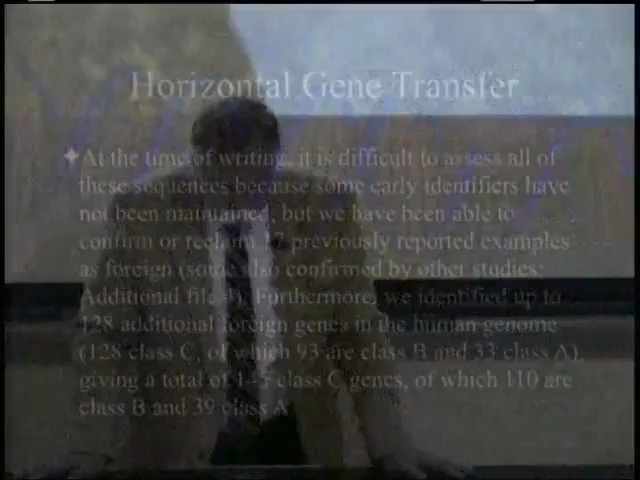 Horizontal Gene Transfer
At the time of writing, it is difficult to assess all of
these sequences because some early identifiers have
not been maintained, but we have been able to
confirm or reclaim previously reported examples
as foreign (some also confirmed by other studies;
Additional file 4). Furthermore, we identified up to
128 additional foreign genes in the human genome
(128 class C, of which 93 are class B and 33 class A),
giving a total of class C genes, of which 110 are
class B and 39 class A